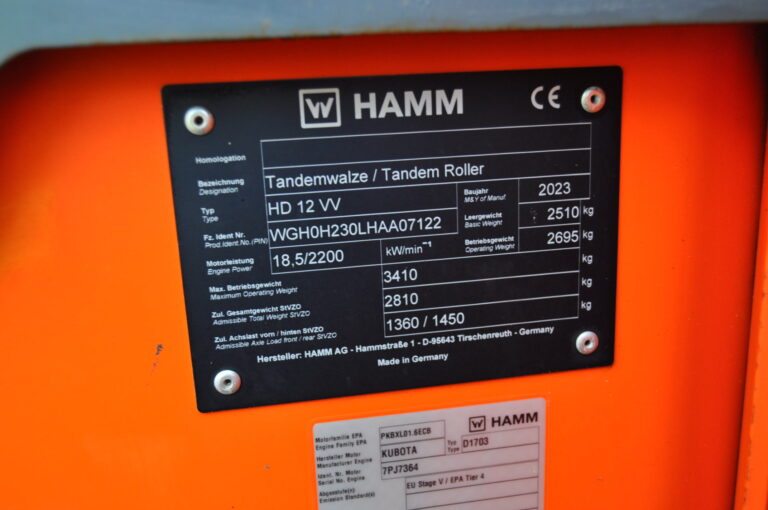 HAMM CE
Homologation
Bezeichnung Tandemwalze / Tandem Roller
Designation
Typ HD 12 VV Baujahr 2023
Type M&Y of Manuf.
Fz. Ident Nr. WGH0H230LHAA07122 Leergewicht 2510 kg
Prod.Ident.No.(PIN) Basic Weight
Motorleistung 18,5/2200 kW/min⁻¹ Betriebsgewicht 2695 kg
Engine Power Operating Weight
Max. Betriebsgewicht 3410 kg
Maximum Operating Weight
Zul. Gesamtgewicht StVZO 2810 kg
Admissible Total Weight StVZO
Zul. Achslast vorn / hinten StVZO 1360 / 1450 kg
Admissible Axle Load front / rear StVZO
Hersteller: HAMM AG - Hammstraße 1 - D-95643 Tirschenreuth - Germany
Made in Germany
HAMM
Motorfamilie EPA PKBXL01.6ECB
Engine Family EPA
Hersteller Motor KUBOTA Typ D1703
Manufacturer Engine Type
Ident. Nr. Motor 7PJ7364
Serial No. Engine
Abgasstufe(n) EU Stage V / EPA Tier 4
Emission Standard(s)